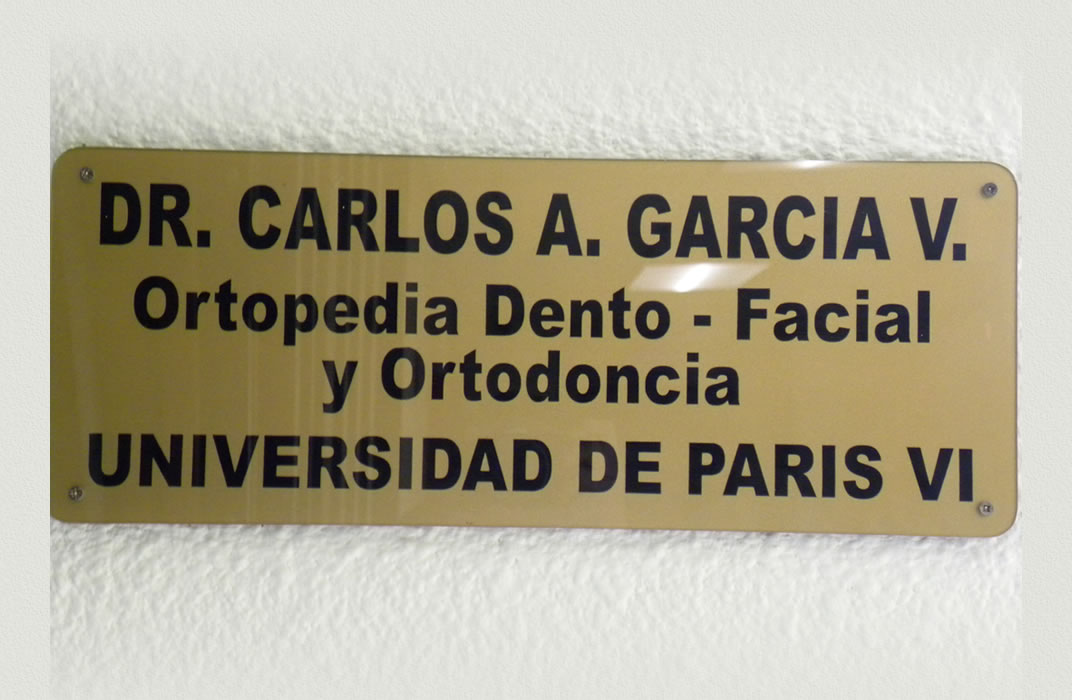 DR. CARLOS A. GARCIA V.
Ortopedia Dento - Facial
y Ortodoncia
UNIVERSIDAD DE PARIS VI